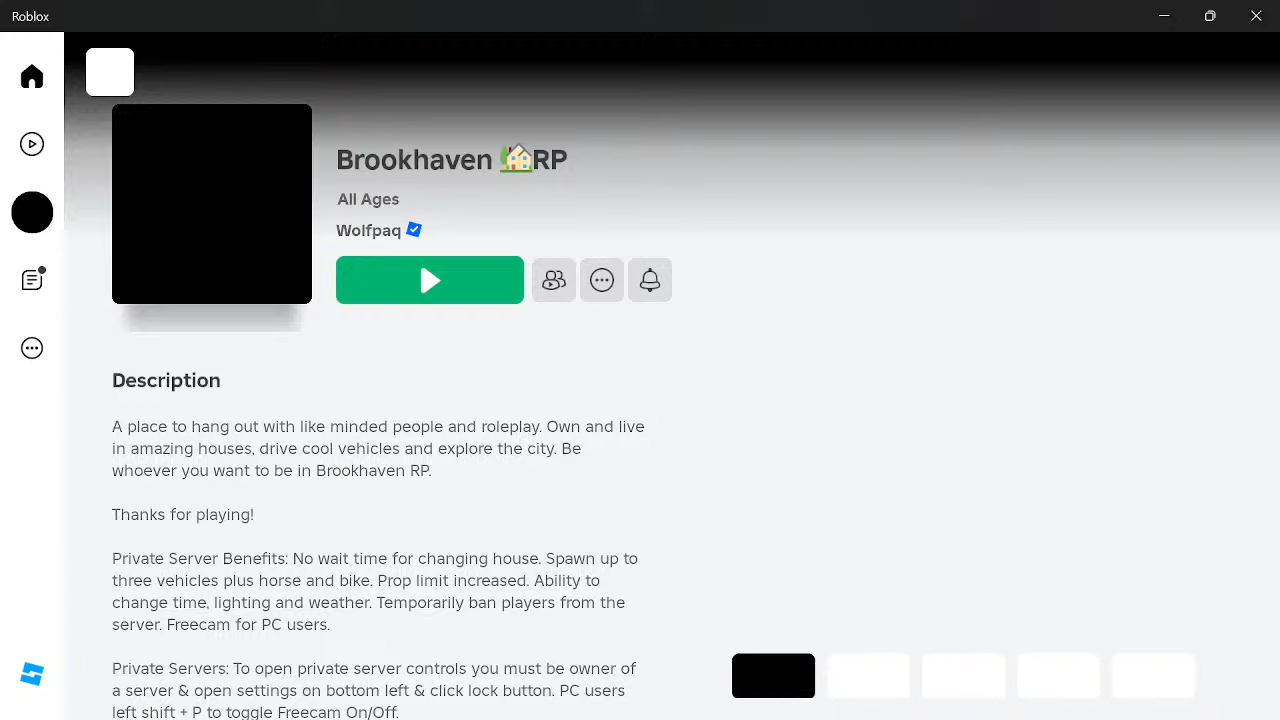 Roblox
Brookhaven 🏡RP
All Ages
Wolfpaq
Description
A place to hang out with like minded people and roleplay. Own and live
in amazing houses, drive cool vehicles and explore the city. Be
whoever you want to be in Brookhaven RP.
Thanks for playing!
Private Server Benefits: No wait time for changing house. Spawn up to
three vehicles plus horse and bike. Prop limit increased. Ability to
change time, lighting and weather. Temporarily ban players from the
server. Freecam for PC users.
Private Servers: To open private server controls you must be owner of
a server & open settings on bottom left & click lock button. PC users
left shift + P to toggle Freecam On/Off.